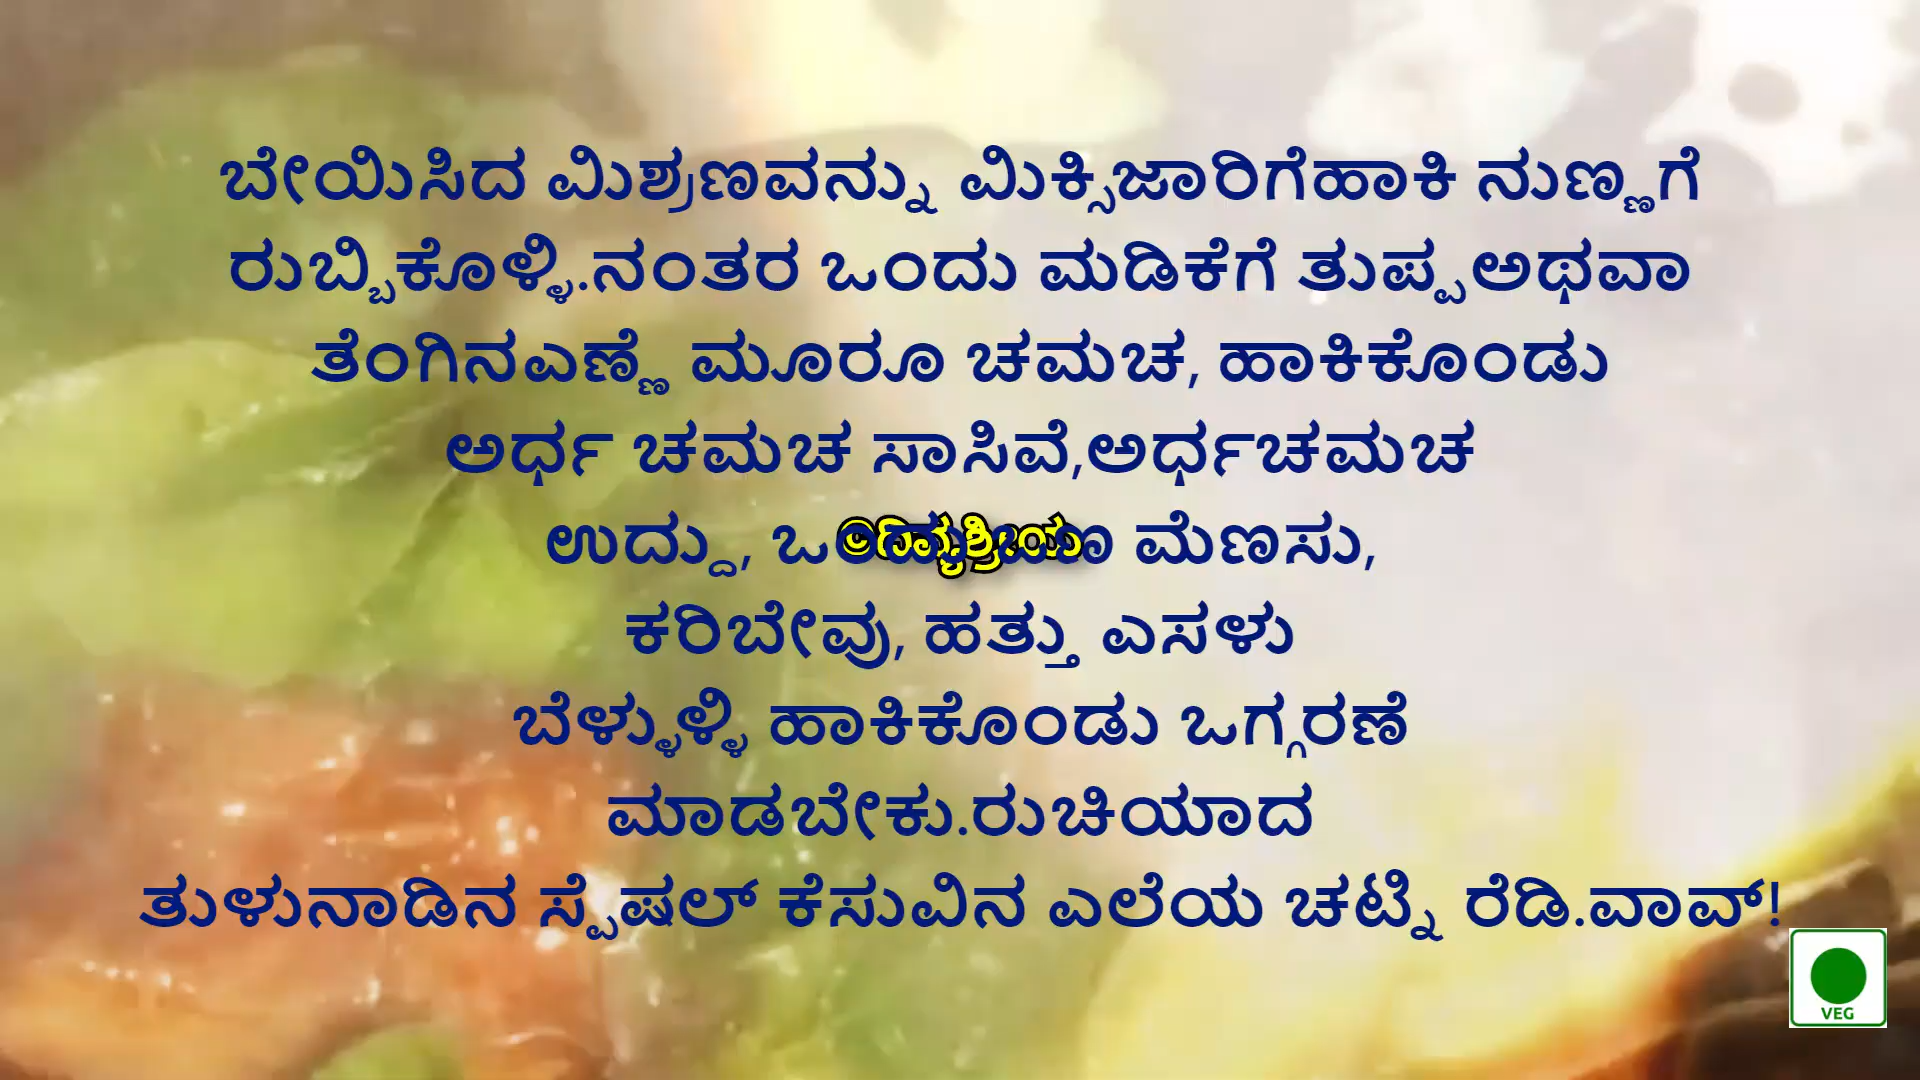 ಬೇಯಿಸಿದ ಮಿಶ್ರಣವನ್ನು ಮಿಕ್ಸಿಜಾರಿಗೆಹಾಕಿ ನುಣ್ಣಗೆ
ರುಬ್ಬಿಕೊಳ್ಳಿ.ನಂತರ ಒಂದು ಮಡಿಕೆಗೆ ತುಪ್ಪಅಥವಾ
ತೆಂಗಿನಎಣ್ಣೆ ಮೂರೂ ಚಮಚ, ಹಾಕಿಕೊಂಡು
ಅರ್ಧ ಚಮಚ ಸಾಸಿವೆ,ಅರ್ಧಚಮಚ
ಉದ್ದು, ಮೆಣಸು,
ಕರಿಬೇವು, ಹತ್ತು ಎಸಳು
ಬೆಳ್ಳುಳ್ಳಿ ಹಾಕಿಕೊಂಡು ಒಗ್ಗರಣೆ
ಮಾಡಬೇಕು.ರುಚಿಯಾದ
ತುಳುನಾಡಿನ ಸ್ಪೆಷಲ್ ಕೆಸುವಿನ ಎಲೆಯ ಚಟ್ನಿ ರೆಡಿ.ವಾವ್!
VEG